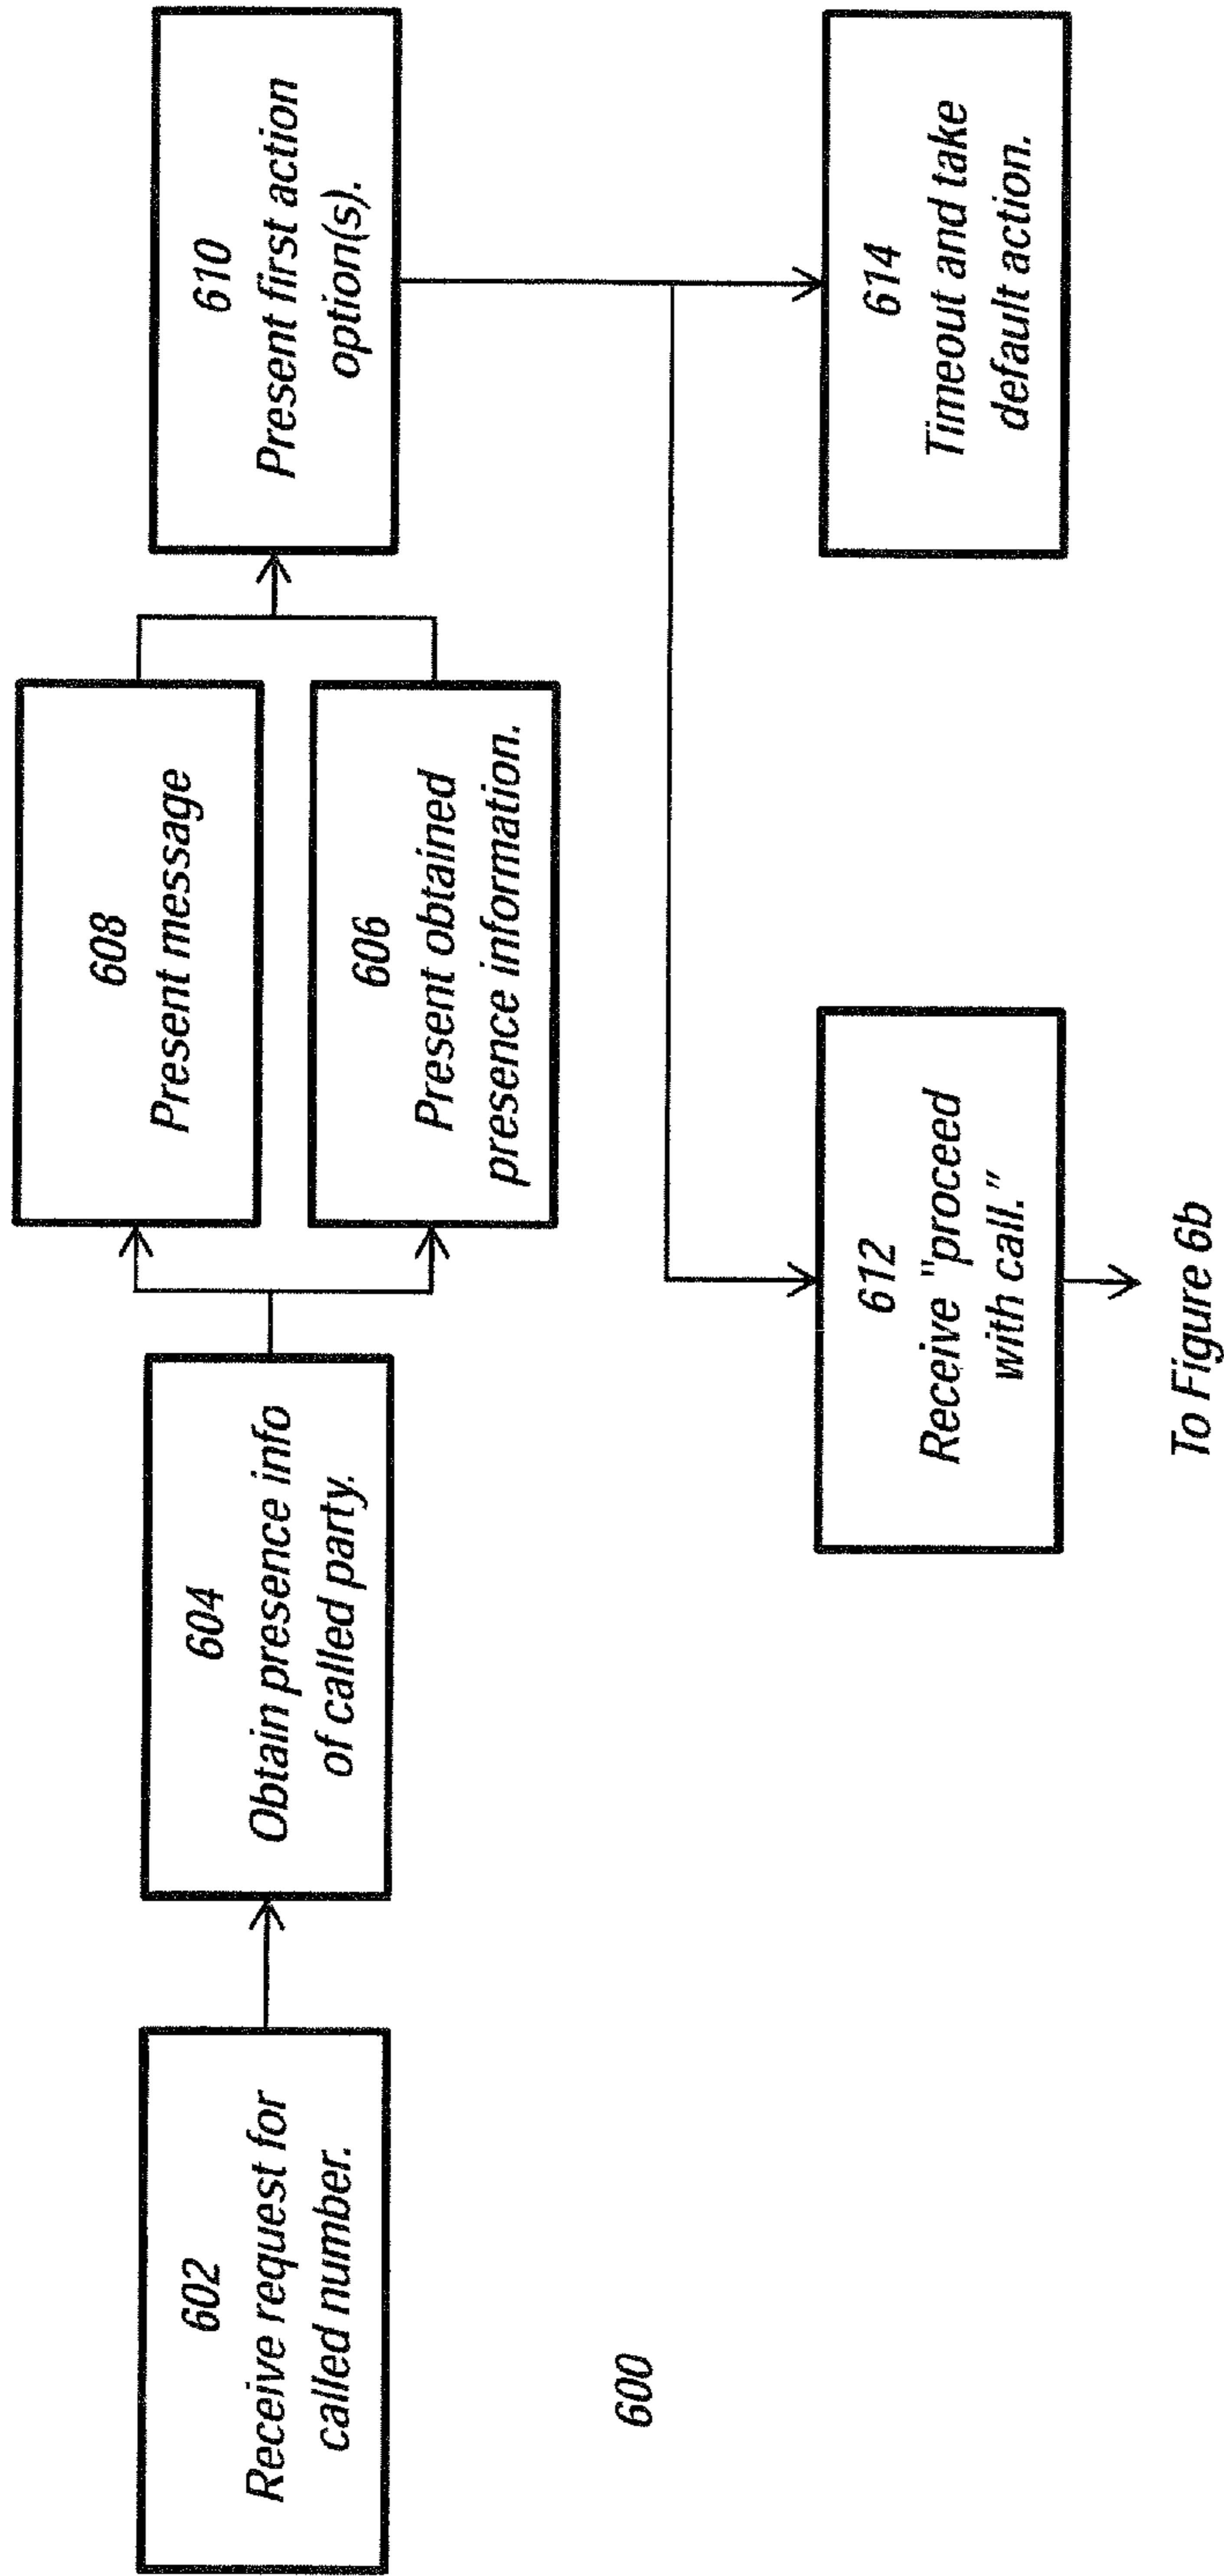 602
Receive request for
called number.
604
Obtain presence info
of called party.
608
Present message
606
Present obtained
presence information.
610
Present first action
option(s).
612
Receive "proceed
with call."
614
Timeout and take
default action.
To Figure 6b
600